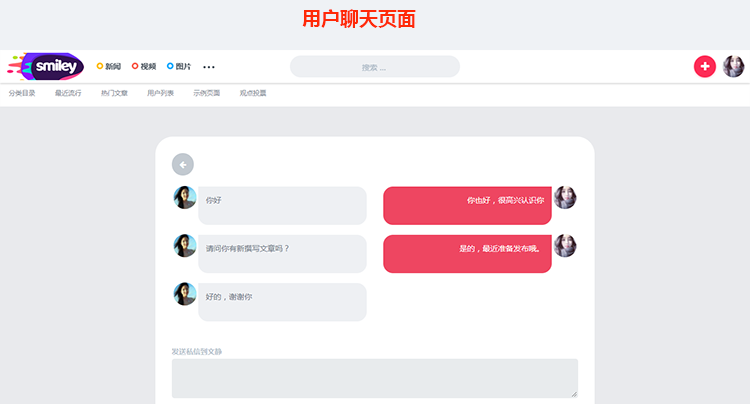 用户聊天页面
smiley 新闻 视频 图片 ••• 搜索 ...
分类目录 最近流行 热门文章 用户列表 示例页面 观点投票
你好
你也好，很高兴认识你
请问你有新撰写文章吗？
是的，最近准备发布哦。
好的，谢谢你
发送私信到文静